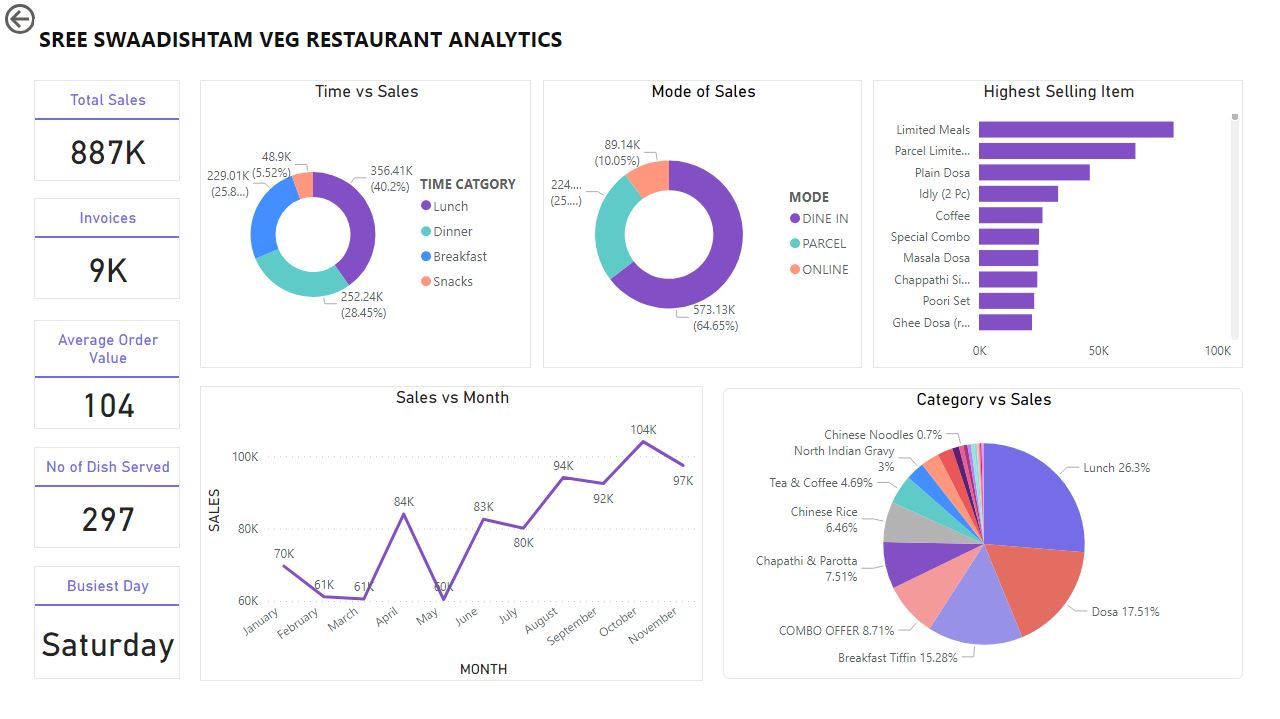 SREE SWAADISHTAM VEG RESTAURANT ANALYTICS
Total Sales
887K
Invoices
9K
Average Order
Value
104
No of Dish Served
297
Busiest Day
Saturday
Time vs Sales
48.9K
(5.52%)
229.01K
(25.8...)
356.41K
(40.2%)
252.24K
(28.45%)
TIME CATGORY
Lunch
Dinner
Breakfast
Snacks
Mode of Sales
89.14K
(10.05%)
224....
(25....)
573.13K
(64.65%)
MODE
DINE IN
PARCEL
ONLINE
Highest Selling Item
Limited Meals
Parcel Limite...
Plain Dosa
Idly (2 Pc)
Coffee
Special Combo
Masala Dosa
Chappathi Si...
Poori Set
Ghee Dosa (r...
0K 50K 100K
Sales vs Month
SALES
100K
80K
60K
70K
61K
61K
84K
60K
83K
80K
94K
92K
104K
97K
January
February
March
April
May
June
July
August
September
October
November
MONTH
Category vs Sales
Chinese Noodles 0.7%
North Indian Gravy
3%
Tea & Coffee 4.69%
Chinese Rice
6.46%
Chapathi & Parotta
7.51%
COMBO OFFER 8.71%
Breakfast Tiffin 15.28%
Dosa 17.51%
Lunch 26.3%